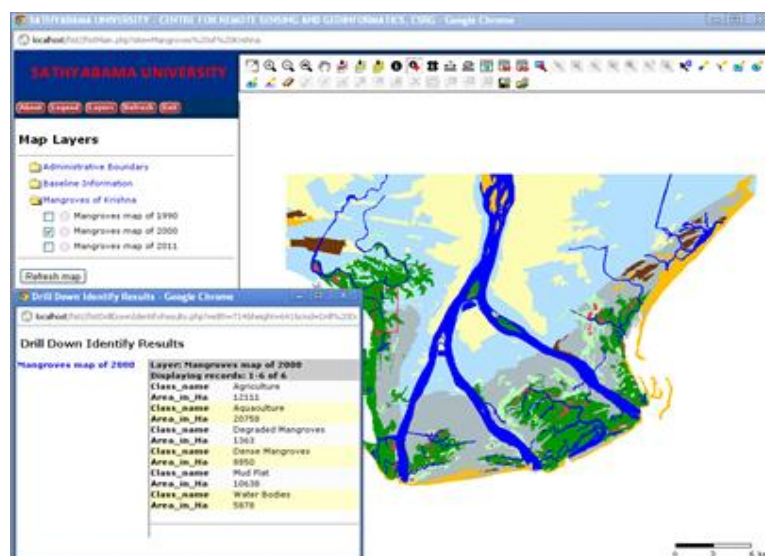 SATHYABAMA UNIVERSITY - CENTRE FOR REMOTE SENSING AND GEOINFORMATICS, CSRG - Google Chrome
SATHYABAMA UNIVERSITY
About Legend Layers Refresh Exit
Map Layers
Administrative Boundary
Baseline Information
Mangroves of Krishna
Mangroves map of 1990
Mangroves map of 2000
Mangroves map of 2011
Refresh map
Drill Down Identify Results - Google Chrome
Drill Down Identify Results
Mangroves map of 2000
Layer: Mangroves map of 2000
Displaying records: 1-6 of 6
Class_name Agriculture
Area_in_Ha 12111
Class_name Aquaculture
Area_in_Ha 20758
Class_name Degraded Mangroves
Area_in_Ha 1363
Class_name Dense Mangroves
Area_in_Ha 8850
Class_name Mud Flat
Area_in_Ha 10638
Class_name Water Bodies
Area_in_Ha 5878